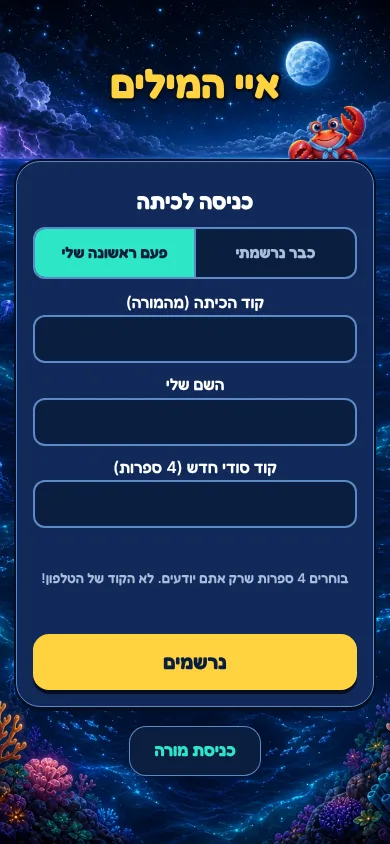 איי המילים
כניסה לכיתה
כבר נרשמתי
פעם ראשונה שלי
קוד הכיתה (מהמורה)
השם שלי
קוד סודי חדש (4 ספרות)
בוחרים 4 ספרות שרק אתם יודעים. לא הקוד של הטלפון!
נרשמים
כניסת מורה